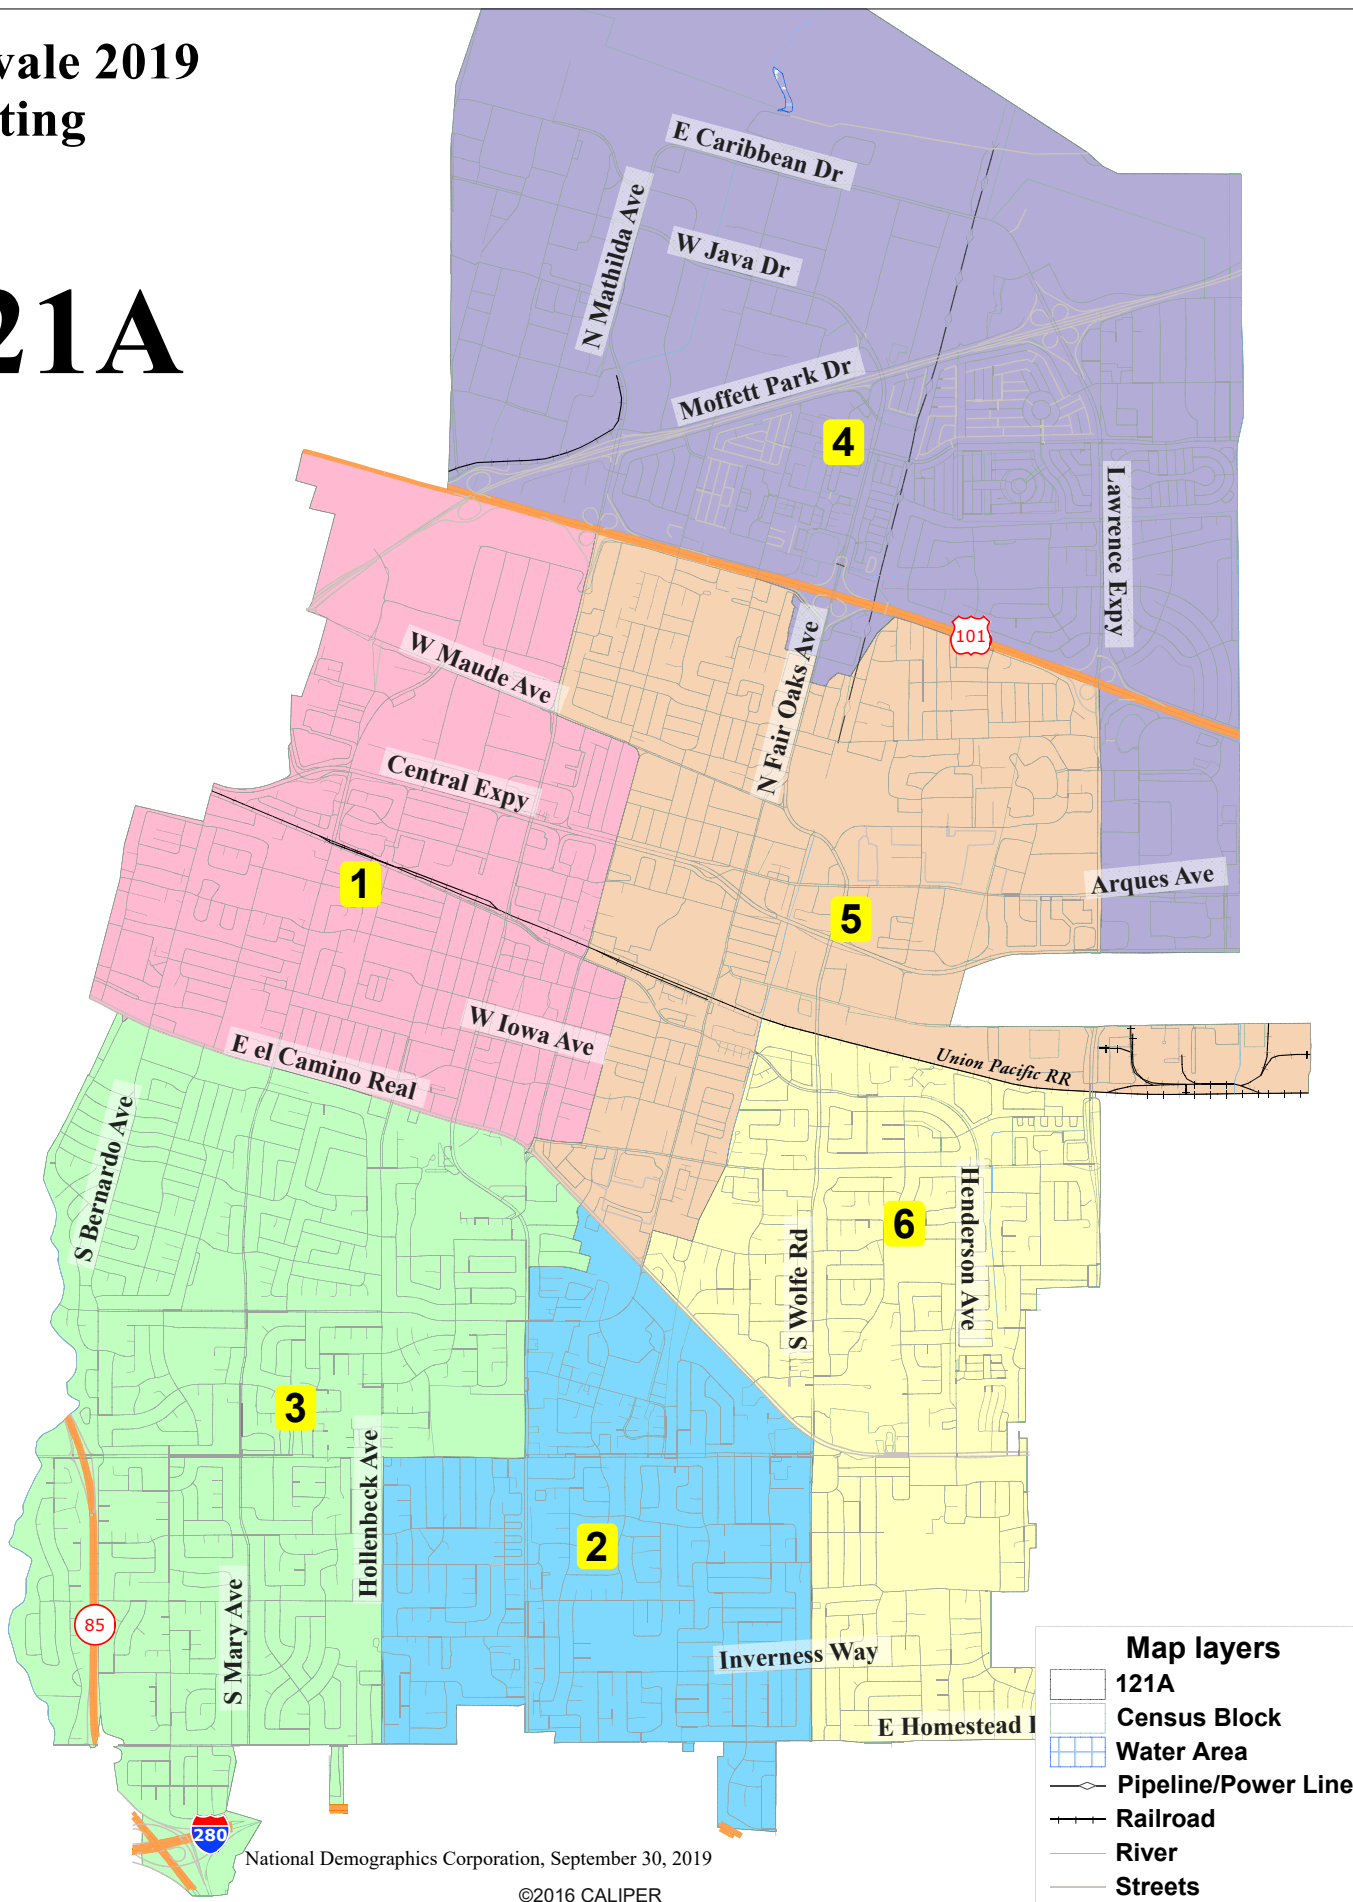 vale 2019
ting
21A
E Caribbean Dr
N Mathilda Ave
W Java Dr
Moffett Park Dr
4
Lawrence Expy
101
N Fair Oaks Ave
W Maude Ave
Central Expy
1
Arques Ave
5
W Iowa Ave
E el Camino Real
Union Pacific RR
S Bernardo Ave
Henderson Ave
6
S Wolfe Rd
3
Hollenbeck Ave
2
S Mary Ave
85
Inverness Way
E Homestead
280
Map layers
121A
Census Block
Water Area
Pipeline/Power Line
Railroad
River
Streets
National Demographics Corporation, September 30, 2019
©2016 CALIPER